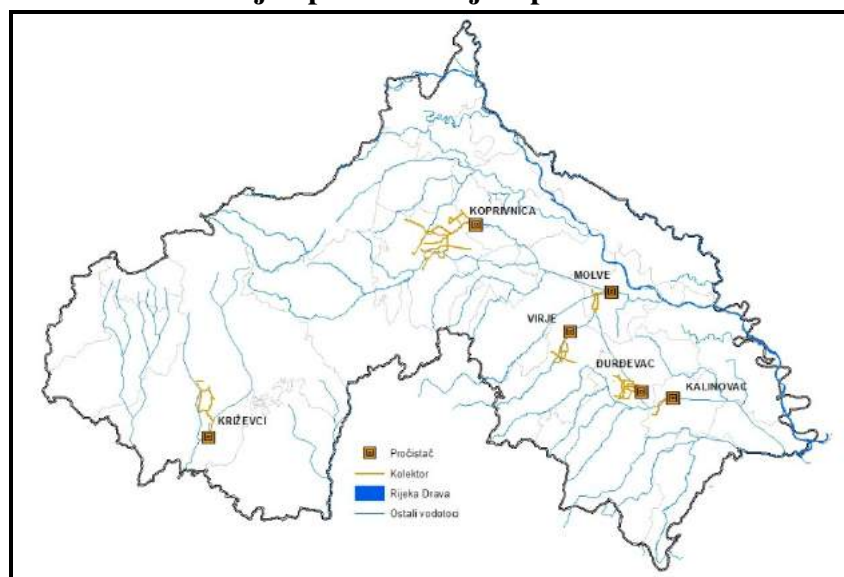 KOPRIVNICA
MOLVE
VIRJE
ĐURĐEVAC
KALINOVAC
KRIŽEVCI
Pročistač
Kolektor
Rijeka Drava
Ostali vodotoci